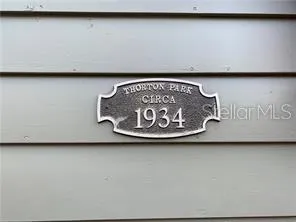 THORTON PARK
CIRCA
1934
StellarMLS